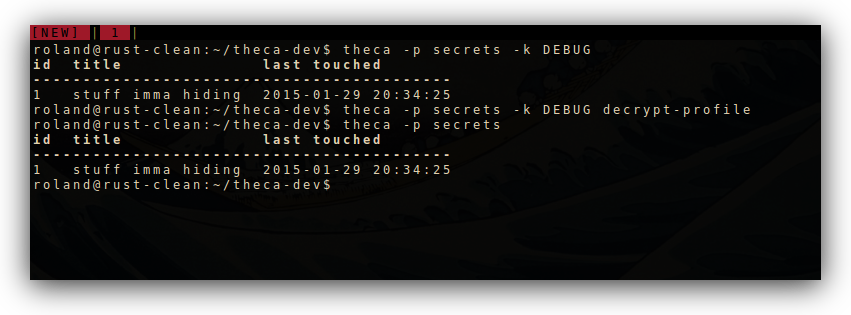 [NEW] | 1 |
roland@rust-clean:~/theca-dev$ theca -p secrets -k DEBUG
id  title              last touched
------------------------------------------
1   stuff imma hiding  2015-01-29 20:34:25
roland@rust-clean:~/theca-dev$ theca -p secrets -k DEBUG decrypt-profile
roland@rust-clean:~/theca-dev$ theca -p secrets
id  title              last touched
------------------------------------------
1   stuff imma hiding  2015-01-29 20:34:25
roland@rust-clean:~/theca-dev$